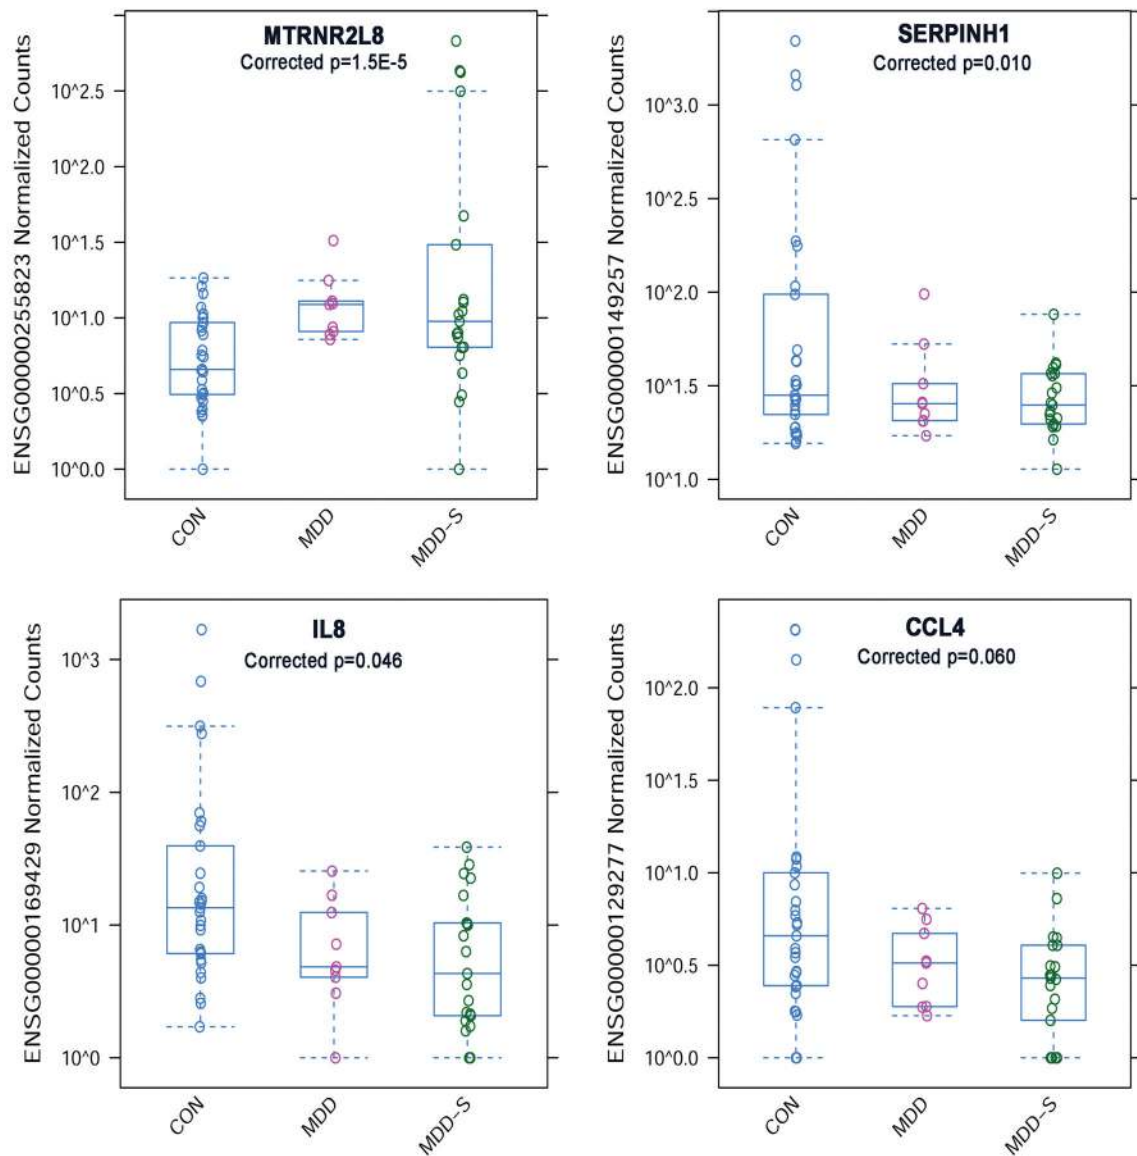 MTRNR2L8
Corrected p=1.5E-5
ENSG00000255823 Normalized Counts
10^2.5
10^2.0
10^1.5
10^1.0
10^0.5
10^0.0
CON
MDD
MDD-S
SERPINH1
Corrected p=0.010
ENSG00000149257 Normalized Counts
10^3.0
10^2.5
10^2.0
10^1.5
10^1.0
CON
MDD
MDD-S
IL8
Corrected p=0.046
ENSG00000169429 Normalized Counts
10^3
10^2
10^1
10^0
CON
MDD
MDD-S
CCL4
Corrected p=0.060
ENSG00000129277 Normalized Counts
10^2.0
10^1.5
10^1.0
10^0.5
10^0.0
CON
MDD
MDD-S